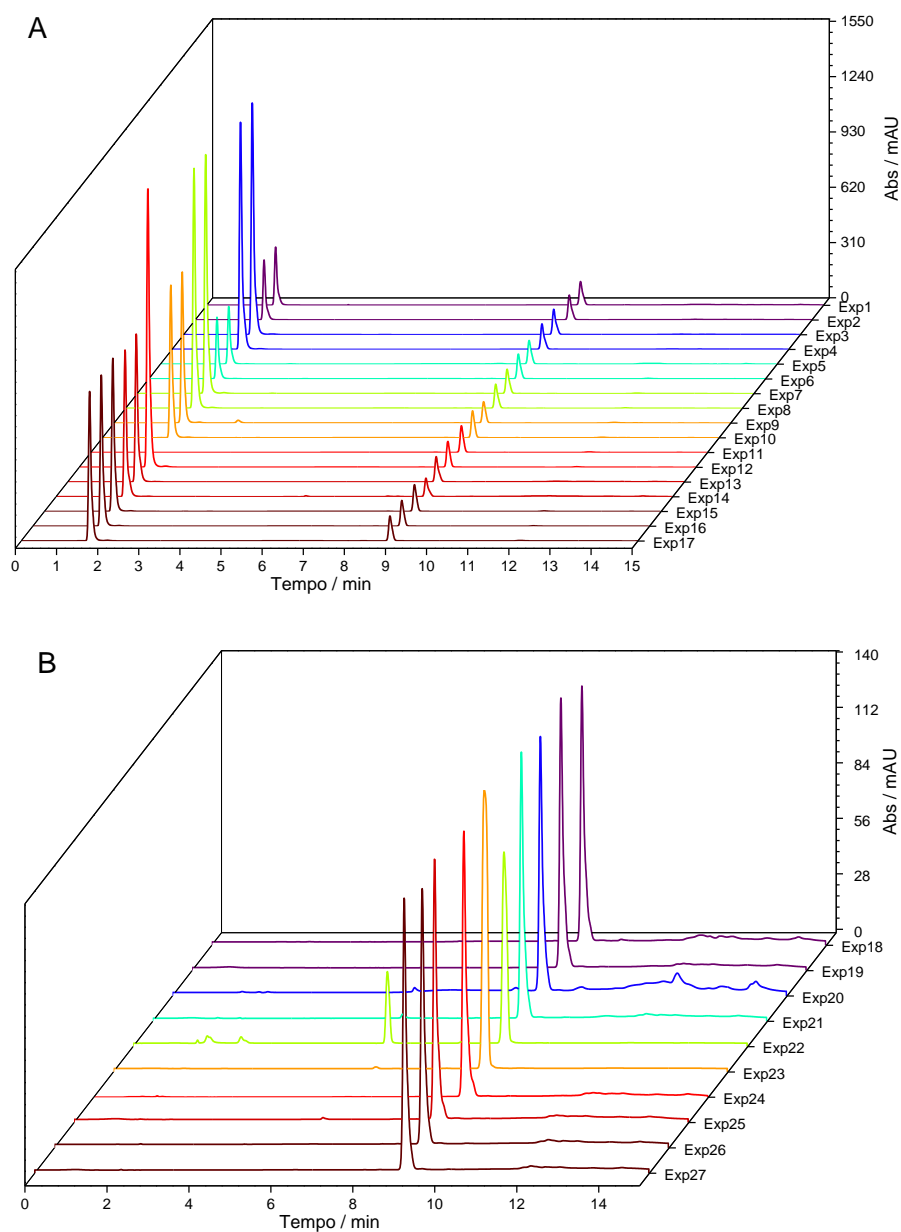 A
1550
1240
930
620
310
0
Abs / mAU
Exp1
Exp2
Exp3
Exp4
Exp5
Exp6
Exp7
Exp8
Exp9
Exp10
Exp11
Exp12
Exp13
Exp14
Exp15
Exp16
Exp17
0 1 2 3 4 5 6 7 8 9 10 11 12 13 14 15
Tempo / min
B
140
112
84
56
28
0
Abs / mAU
Exp18
Exp19
Exp20
Exp21
Exp22
Exp23
Exp24
Exp25
Exp26
Exp27
0 2 4 6 8 10 12 14
Tempo / min